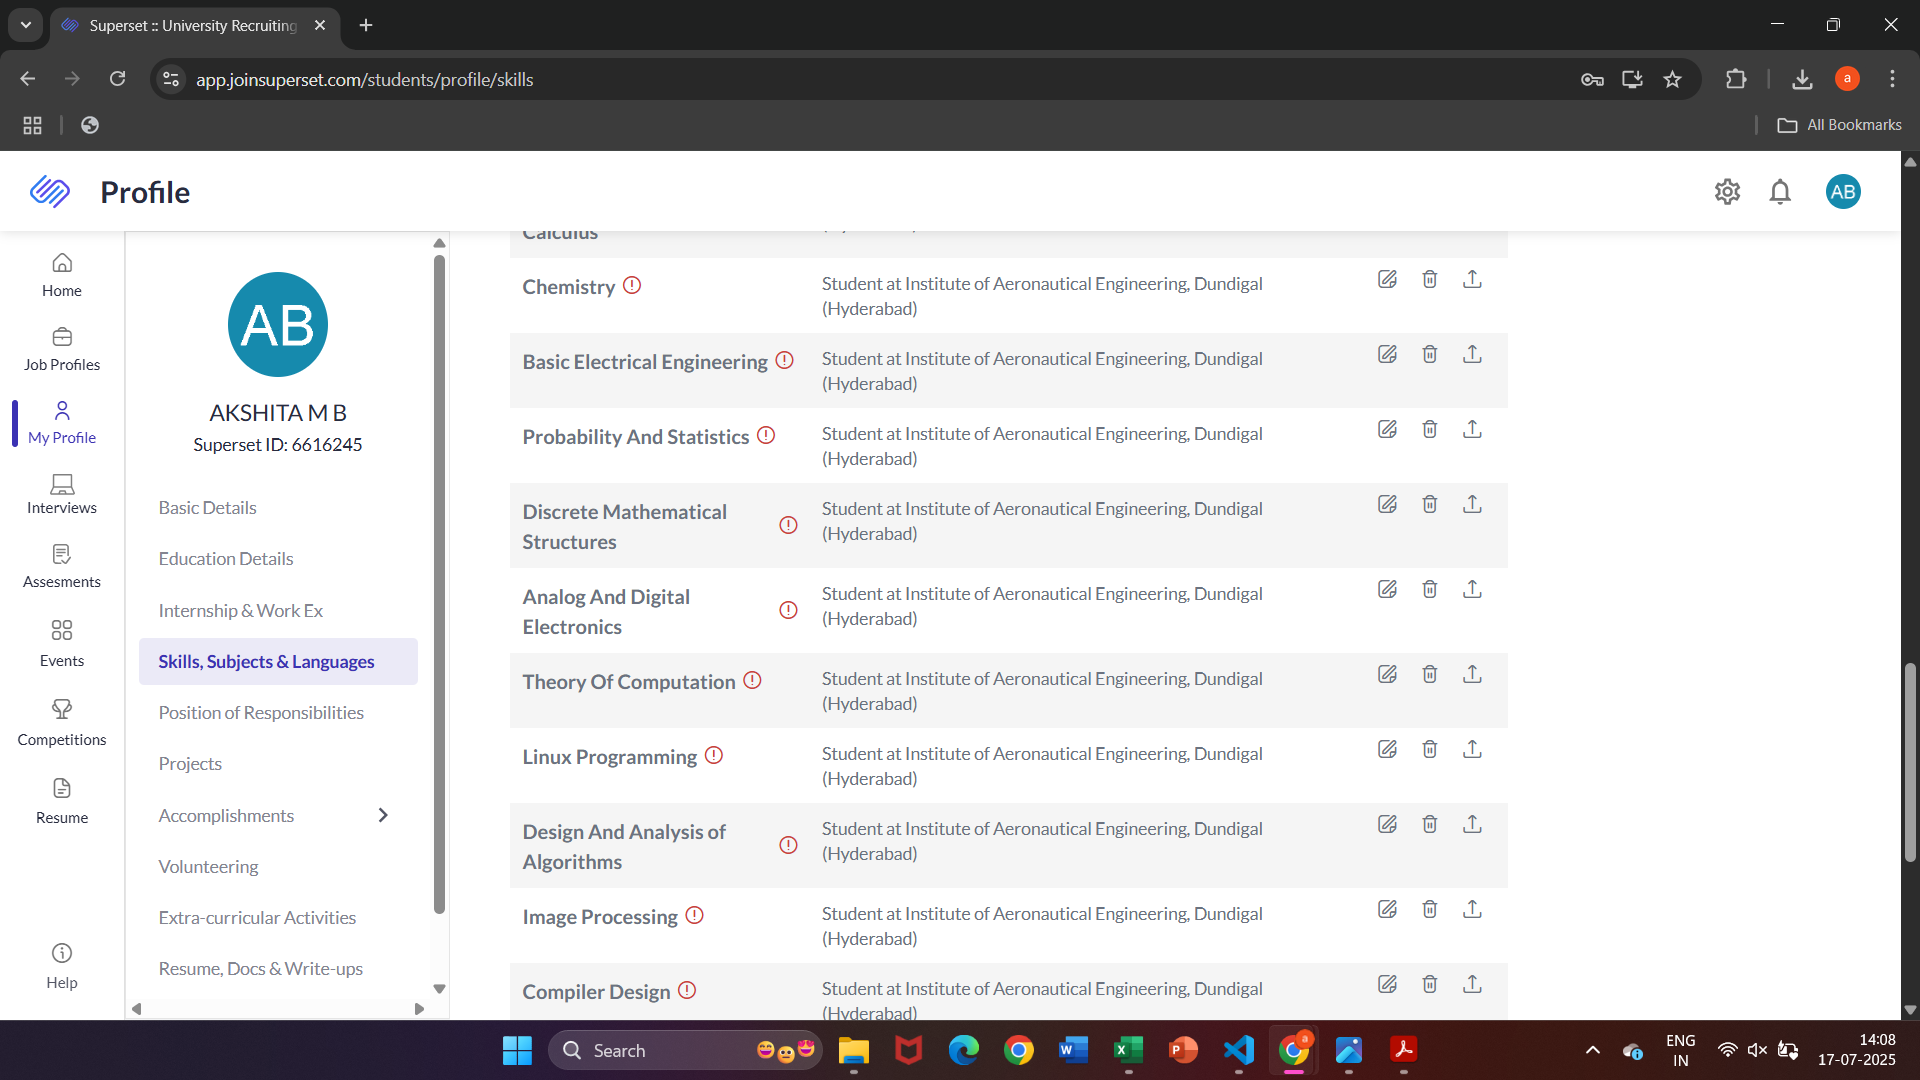 Superset :: University Recruiting
app.joinsuperset.com/students/profile/skills
a
All Bookmarks
Profile
AB
Home
Job Profiles
My Profile
Interviews
Assesments
Events
Competitions
Resume
Help
AB
AKSHITA M B
Superset ID: 6616245
Basic Details
Education Details
Internship & Work Ex
Skills, Subjects & Languages
Position of Responsibilities
Projects
Accomplishments
Volunteering
Extra-curricular Activities
Resume, Docs & Write-ups
Calculus
Chemistry
Student at Institute of Aeronautical Engineering, Dundigal
(Hyderabad)
Basic Electrical Engineering
Student at Institute of Aeronautical Engineering, Dundigal
(Hyderabad)
Probability And Statistics
Student at Institute of Aeronautical Engineering, Dundigal
(Hyderabad)
Discrete Mathematical
Structures
Student at Institute of Aeronautical Engineering, Dundigal
(Hyderabad)
Analog And Digital
Electronics
Student at Institute of Aeronautical Engineering, Dundigal
(Hyderabad)
Theory Of Computation
Student at Institute of Aeronautical Engineering, Dundigal
(Hyderabad)
Linux Programming
Student at Institute of Aeronautical Engineering, Dundigal
(Hyderabad)
Design And Analysis of
Algorithms
Student at Institute of Aeronautical Engineering, Dundigal
(Hyderabad)
Image Processing
Student at Institute of Aeronautical Engineering, Dundigal
(Hyderabad)
Compiler Design
Student at Institute of Aeronautical Engineering, Dundigal
(Hyderabad)
Search
ENG
IN
14:08
17-07-2025